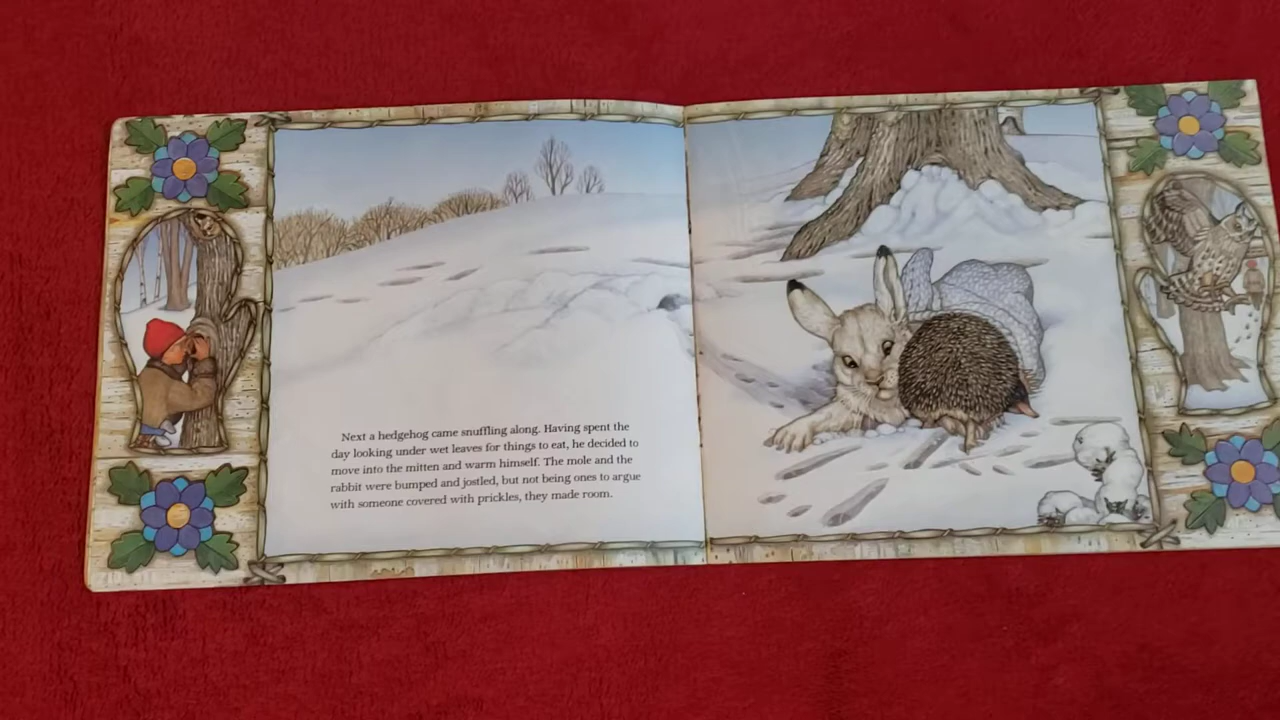 Next a hedgehog came snuffling along. Having spent the
day looking under wet leaves for things to eat, he decided to
move into the mitten and warm himself. The mole and the
rabbit were bumped and jostled, but not being ones to argue
with someone covered with prickles, they made room.